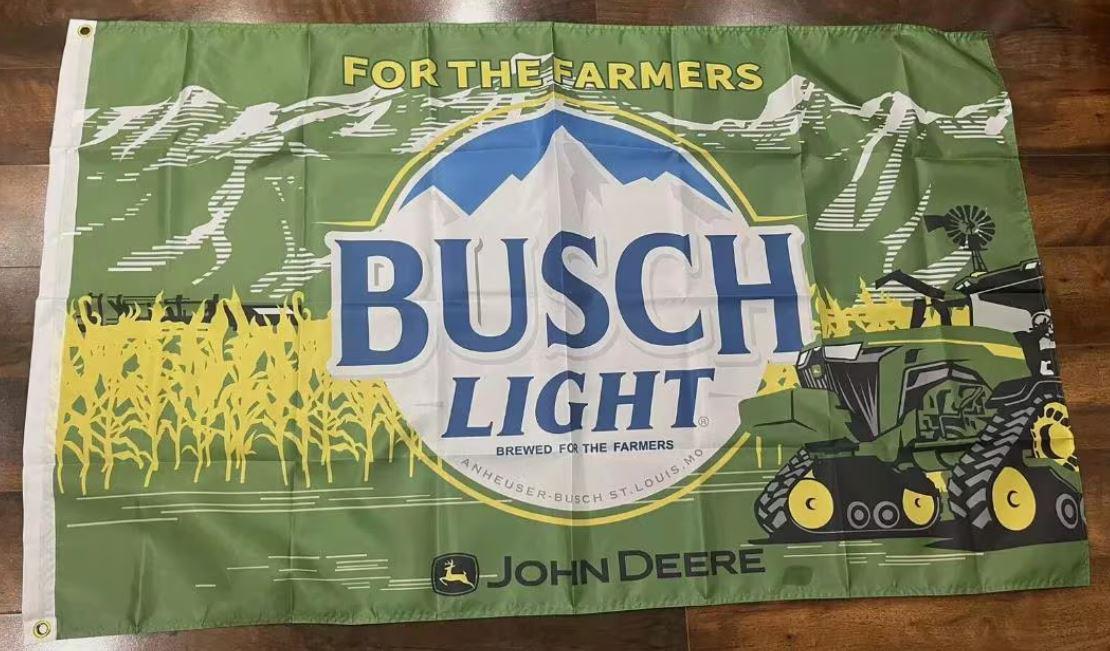 FOR THE FARMERS
BUSCH
LIGHT®
BREWED FOR THE FARMERS
ANHEUSER-BUSCH ST. LOUIS, MO
JOHN DEERE